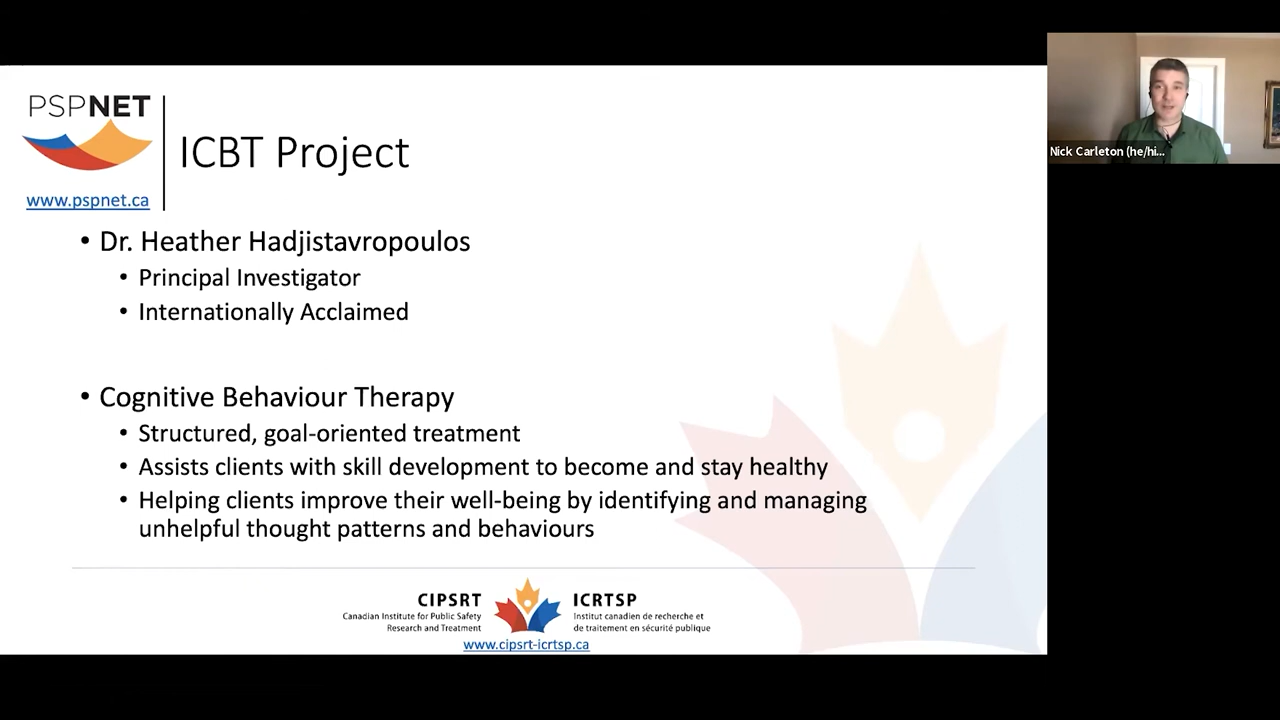 PSPNET
ICBT Project
www.pspnet.ca
• Dr. Heather Hadjistavropoulos
• Principal Investigator
• Internationally Acclaimed
• Cognitive Behaviour Therapy
• Structured, goal-oriented treatment
• Assists clients with skill development to become and stay healthy
• Helping clients improve their well-being by identifying and managing
unhelpful thought patterns and behaviours
CIPSRT
Canadian Institute for Public Safety
Research and Treatment
ICRTSP
Institut canadien de recherche et
de traitement en sécurité publique
www.cipsrt-icrtsp.ca
Nick Carleton (he/hi...